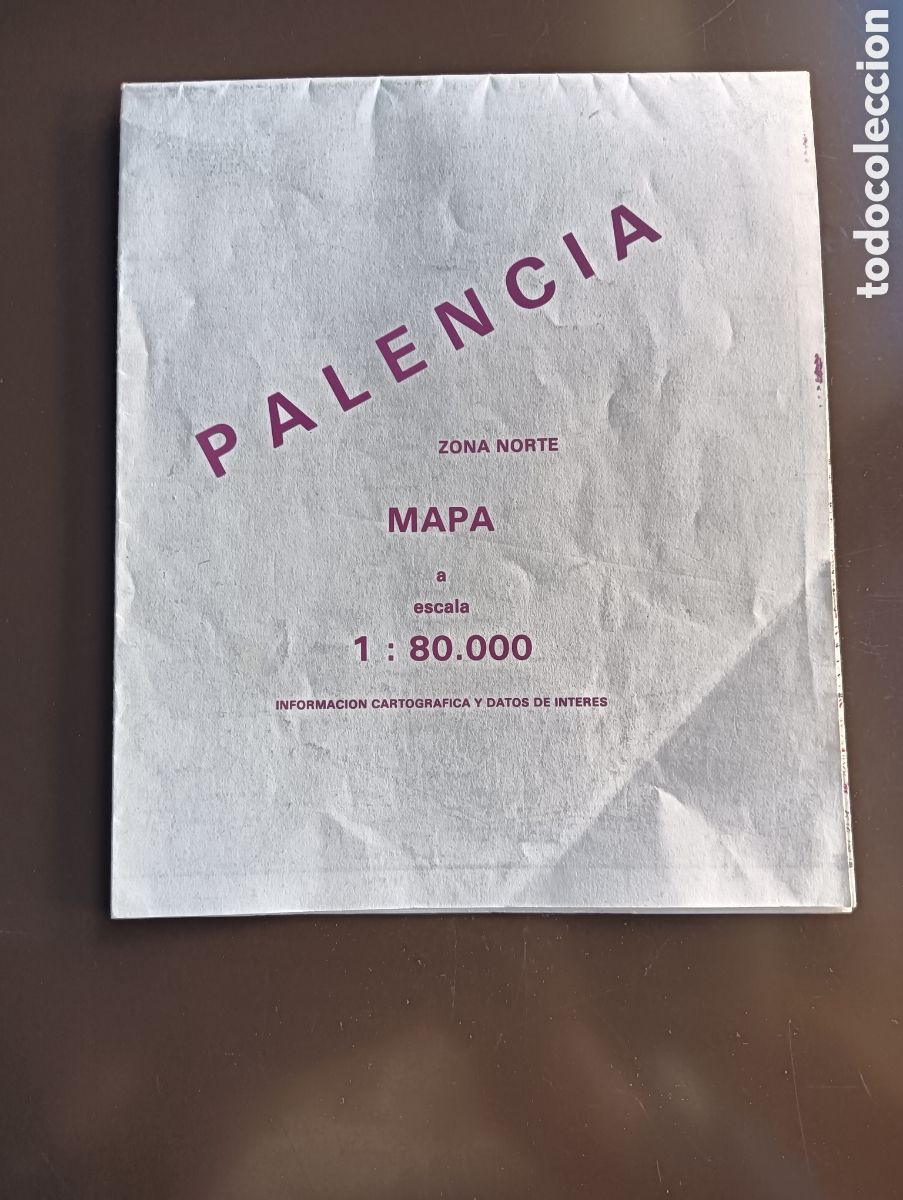 PALENCIA
ZONA NORTE
MAPA
a
escala
1 : 80.000
INFORMACION CARTOGRAFICA Y DATOS DE INTERES
todocoleccion